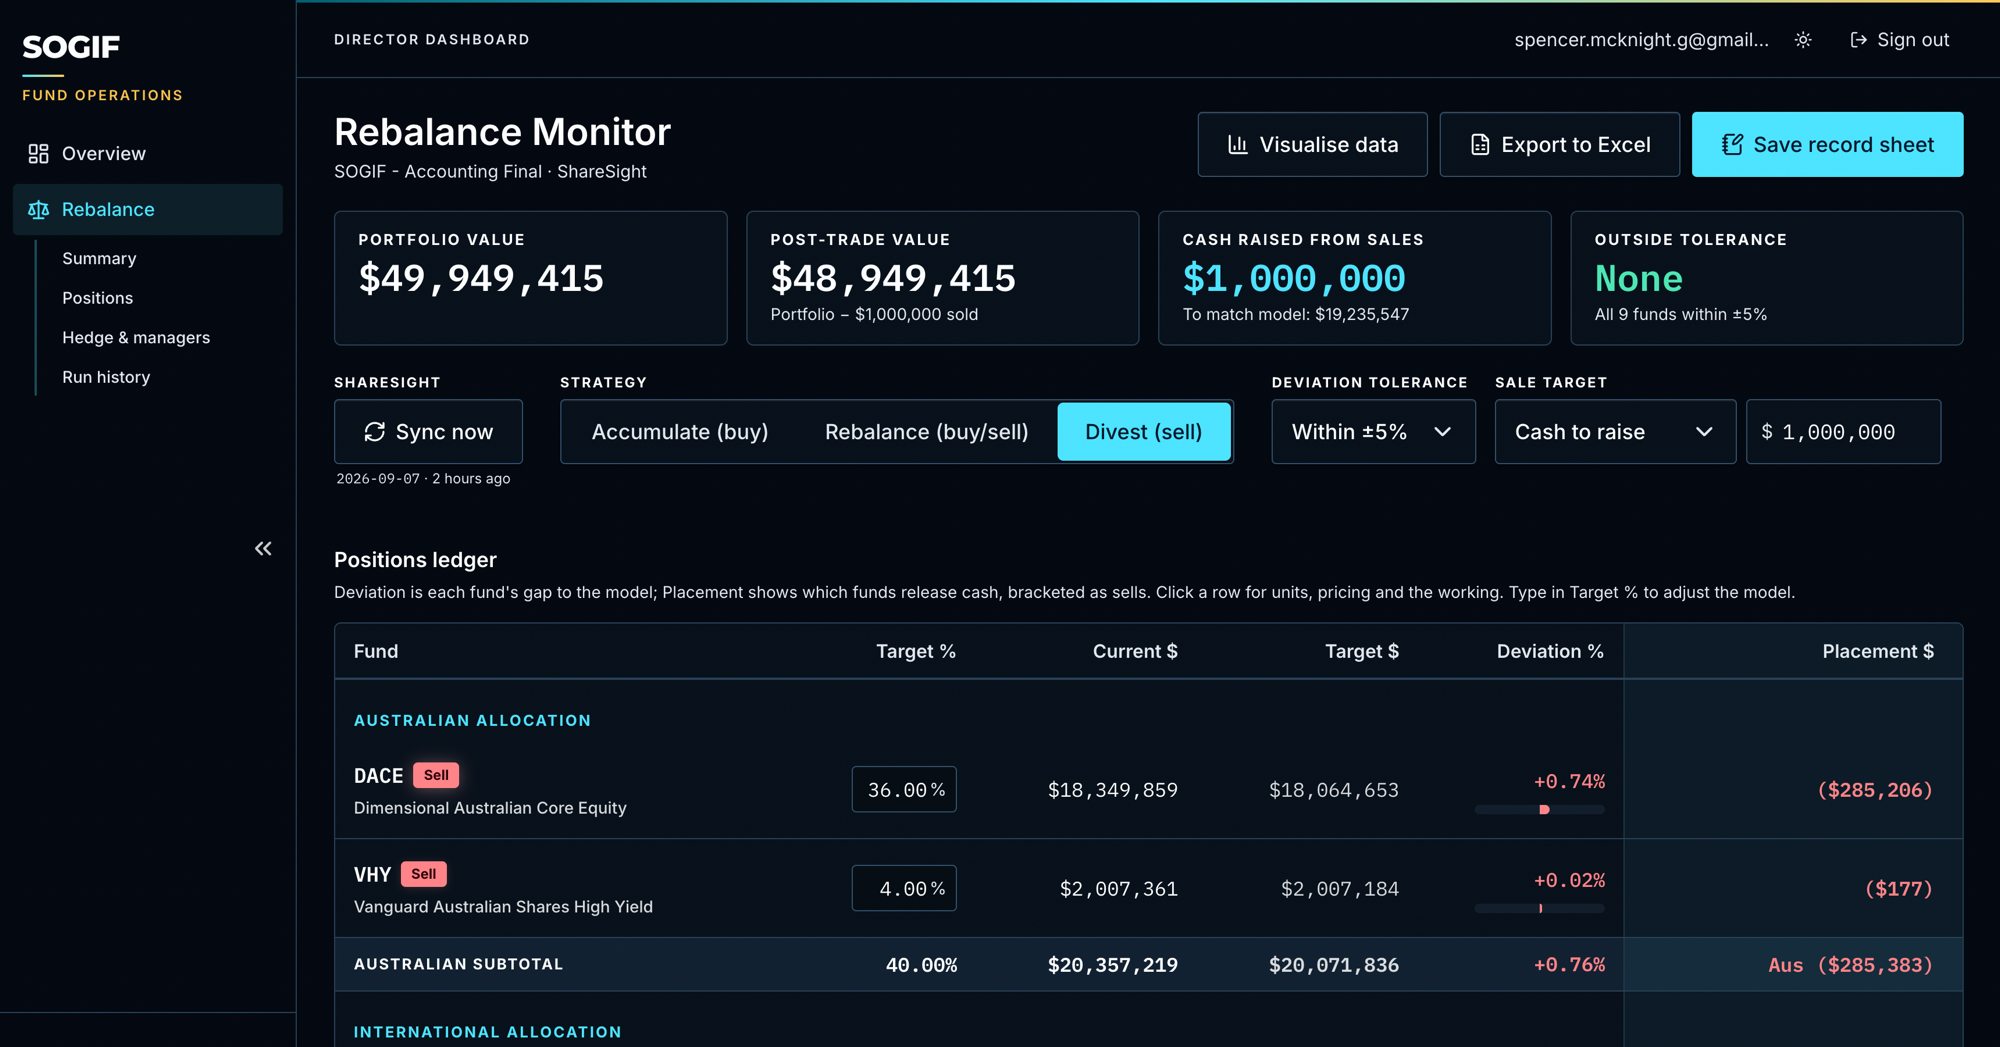 SOGIF
FUND OPERATIONS
Overview
Rebalance
Summary
Positions
Hedge & managers
Run history
DIRECTOR DASHBOARD
spencer.mcknight.g@gmail...
Sign out
Rebalance Monitor
SOGIF - Accounting Final · ShareSight
Visualise data
Export to Excel
Save record sheet
PORTFOLIO VALUE
$49,949,415
POST-TRADE VALUE
$48,949,415
Portfolio − $1,000,000 sold
CASH RAISED FROM SALES
$1,000,000
To match model: $19,235,547
OUTSIDE TOLERANCE
None
All 9 funds within ±5%
SHARESIGHT
Sync now
2026-09-07 · 2 hours ago
STRATEGY
Accumulate (buy)
Rebalance (buy/sell)
Divest (sell)
DEVIATION TOLERANCE
Within ±5%
SALE TARGET
Cash to raise
$ 1,000,000
Positions ledger
Deviation is each fund's gap to the model; Placement shows which funds release cash, bracketed as sells. Click a row for units, pricing and the working. Type in Target % to adjust the model.
Fund Target % Current $ Target $ Deviation % Placement $
AUSTRALIAN ALLOCATION
DACE Sell
Dimensional Australian Core Equity
36.00% $18,349,859 $18,064,653 +0.74% ($285,206)
VHY Sell
Vanguard Australian Shares High Yield
4.00% $2,007,361 $2,007,184 +0.02% ($177)
AUSTRALIAN SUBTOTAL 40.00% $20,357,219 $20,071,836 +0.76% Aus ($285,383)
INTERNATIONAL ALLOCATION